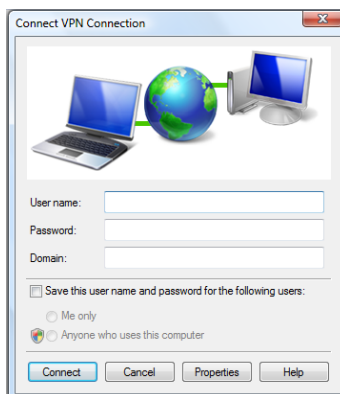 Connect VPN Connection
User name:
Password:
Domain:
Save this user name and password for the following users:
Me only
Anyone who uses this computer
Connect Cancel Properties Help